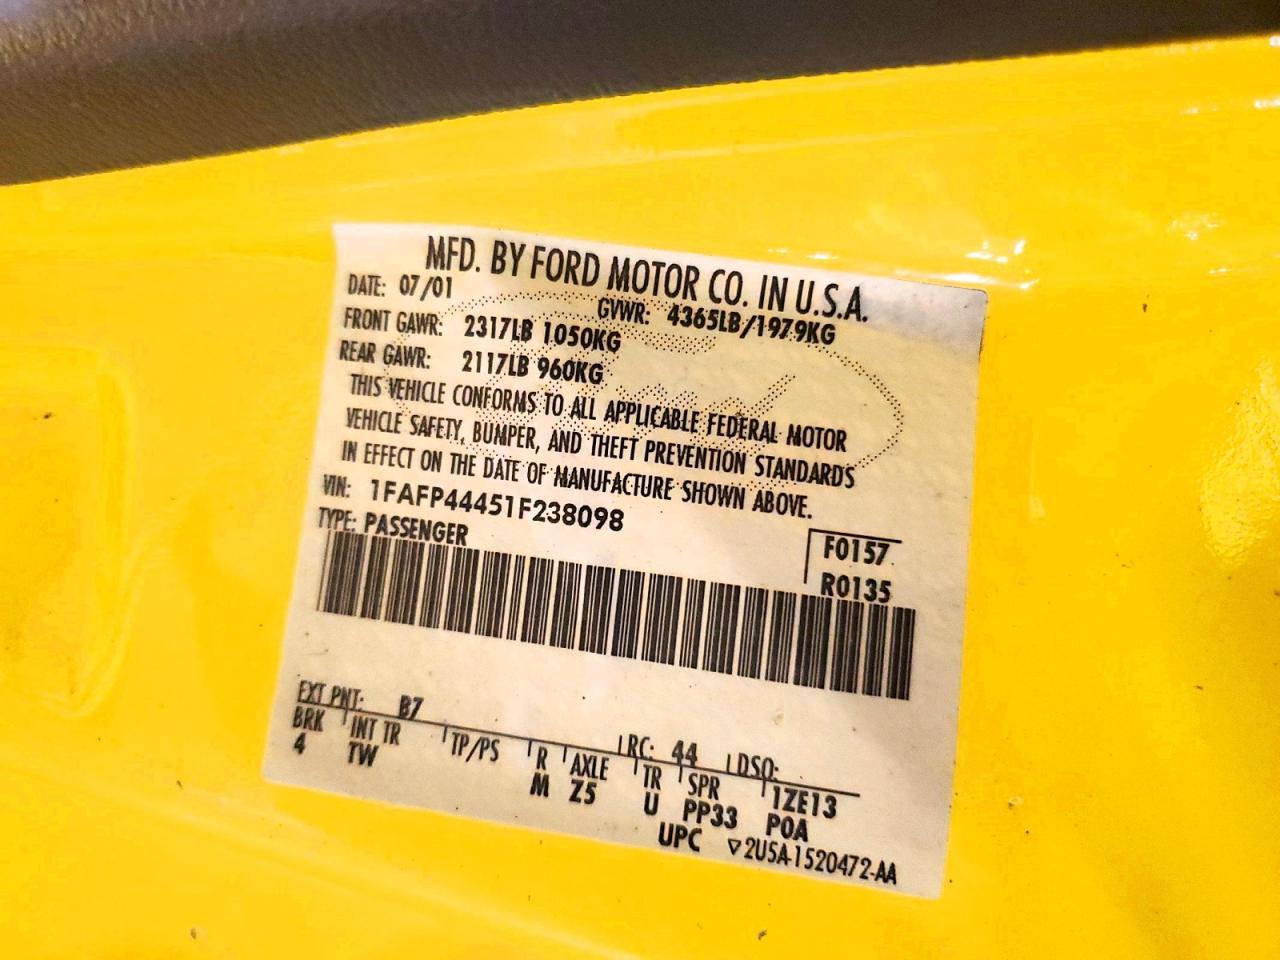 MFD. BY FORD MOTOR CO. IN U.S.A.
DATE: 07/01 GVWR: 4365LB/1979KG
FRONT GAWR: 2317LB 1050KG
REAR GAWR: 2117LB 960KG
THIS VEHICLE CONFORMS TO ALL APPLICABLE FEDERAL MOTOR
VEHICLE SAFETY, BUMPER, AND THEFT PREVENTION STANDARDS
IN EFFECT ON THE DATE OF MANUFACTURE SHOWN ABOVE.
VIN: 1FAFP44451F238098
TYPE: PASSENGER
F0157
R0135
EXT PNT: B7 RC: 44 DSO:
BRK INT TR TP/PS R AXLE TR SPR 1ZE13
4 TW M Z5 U PP33 POA
UPC ▽2U5A-1520472-AA